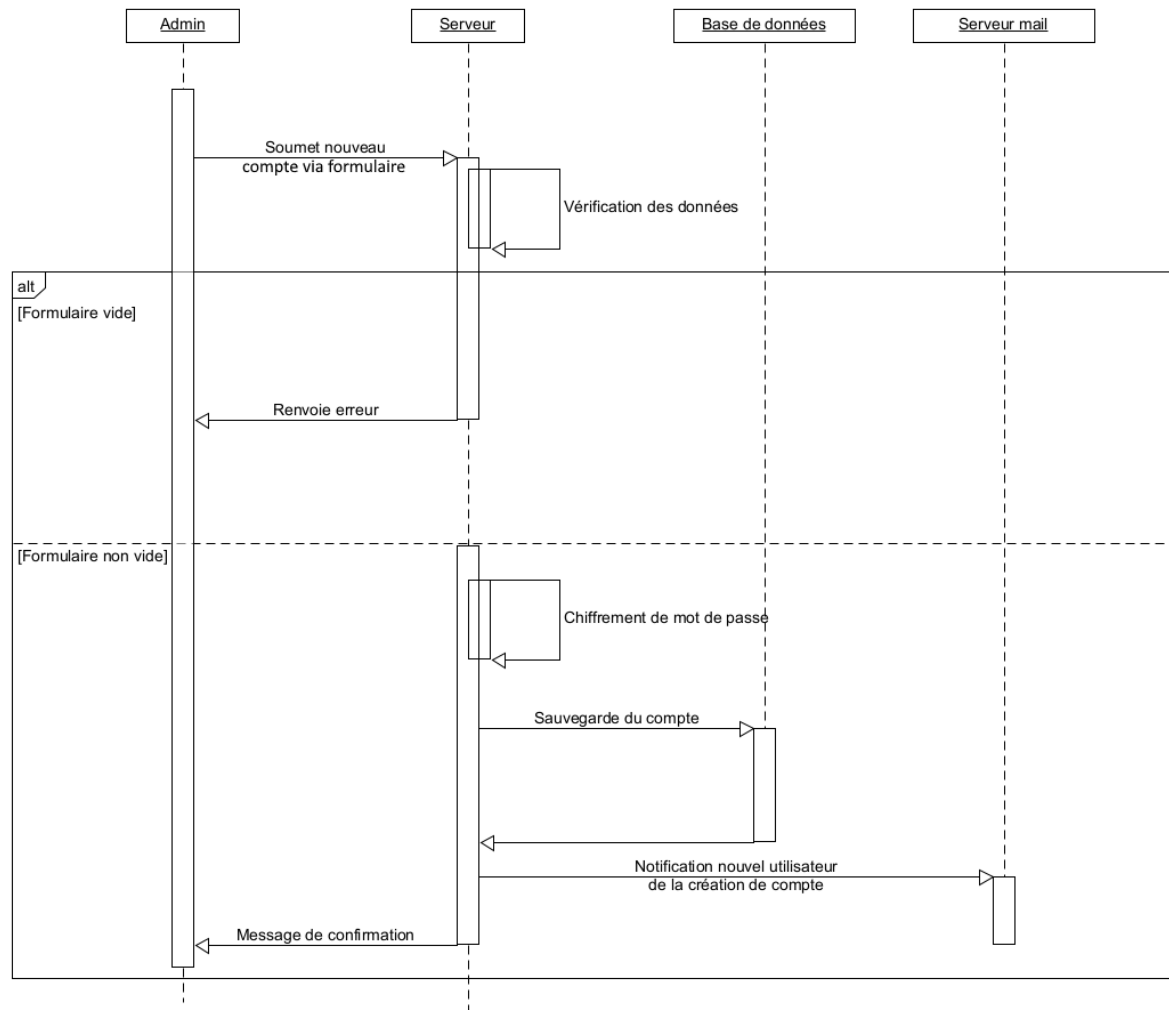 Admin
Serveur
Base de données
Serveur mail
Soumet nouveau
compte via formulaire
Vérification des données
alt
[Formulaire vide]
Renvoie erreur
[Formulaire non vide]
Chiffrement de mot de passe
Sauvegarde du compte
Notification nouvel utilisateur
de la création de compte
Message de confirmation